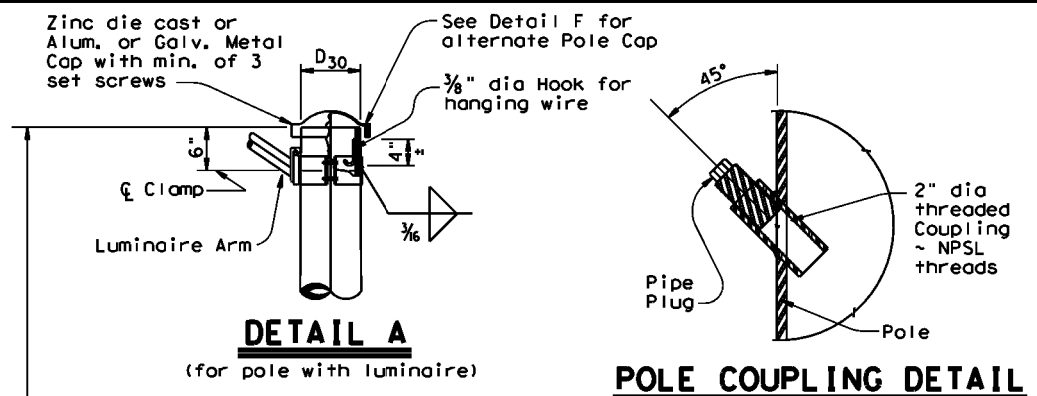 Zinc die cast or
Alum. or Galv. Metal
Cap with min. of 3
set screws
D30
See Detail F for
alternate Pole Cap
3/8" dia Hook for
hanging wire
6"
4"
±
℄ Clamp
Luminaire Arm
3/16
DETAIL A
(for pole with luminaire)
45°
2" dia
threaded
Coupling
~ NPSL
threads
Pipe
Plug
Pole
POLE COUPLING DETAIL